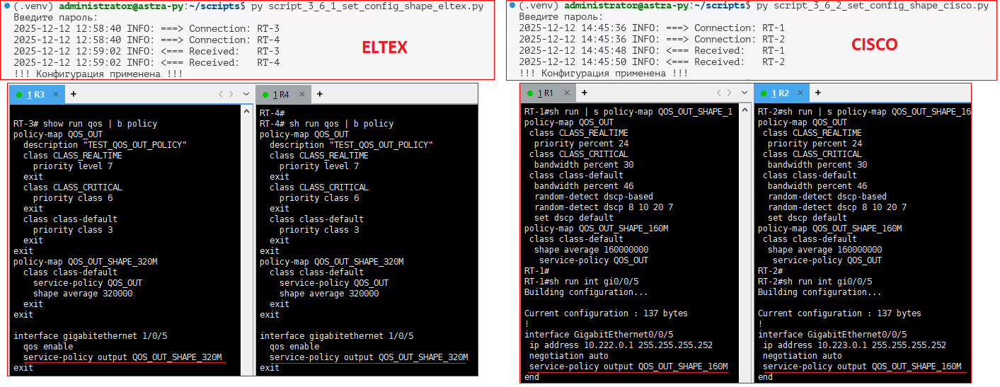 (.venv) administrator@astra-py:~/scripts$ py script_3_6_1_set_config_shape_eltex.py
Введите пароль:
2025-12-12 12:58:40 INFO: ===> Connection: RT-3
2025-12-12 12:58:40 INFO: ===> Connection: RT-4
2025-12-12 12:59:02 INFO: <=== Received:   RT-3
2025-12-12 12:59:02 INFO: <=== Received:   RT-4
!!! Конфигурация применена !!!
ELTEX
1 R3
RT-3# show run qos | b policy
policy-map QOS_OUT
  description "TEST_QOS_OUT_POLICY"
  class CLASS_REALTIME
    priority level 7
  exit
  class CLASS_CRITICAL
    priority class 6
  exit
  class class-default
    priority class 3
  exit
exit
policy-map QOS_OUT_SHAPE_320M
  class class-default
    service-policy QOS_OUT
    shape average 320000
  exit
exit
interface gigabitethernet 1/0/5
  qos enable
  service-policy output QOS_OUT_SHAPE_320M
exit
1 R4
RT-4#
RT-4# sh run qos | b policy
policy-map QOS_OUT
  description "TEST_QOS_OUT_POLICY"
  class CLASS_REALTIME
    priority level 7
  exit
  class CLASS_CRITICAL
    priority class 6
  exit
  class class-default
    priority class 3
  exit
exit
policy-map QOS_OUT_SHAPE_320M
  class class-default
    service-policy QOS_OUT
    shape average 320000
  exit
exit
interface gigabitethernet 1/0/5
  qos enable
  service-policy output QOS_OUT_SHAPE_320M
exit
(.venv) administrator@astra-py:~/scripts$ py script_3_6_2_set_config_shape_cisco.py
Введите пароль:
2025-12-12 14:45:36 INFO: ===> Connection: RT-1
2025-12-12 14:45:36 INFO: ===> Connection: RT-2
2025-12-12 14:45:48 INFO: <=== Received:   RT-1
2025-12-12 14:45:50 INFO: <=== Received:   RT-2
!!! Конфигурация применена !!!
CISCO
1 R1
RT-1#sh run | s policy-map QOS_OUT_SHAPE_1
policy-map QOS_OUT
 class CLASS_REALTIME
  priority percent 24
 class CLASS_CRITICAL
  bandwidth percent 30
 class class-default
  bandwidth percent 46
  random-detect dscp-based
  random-detect dscp 8 10 20 7
  set dscp default
policy-map QOS_OUT_SHAPE_160M
 class class-default
  shape average 160000000
   service-policy QOS_OUT
RT-1#
RT-1#sh run int gi0/0/5
Building configuration...
Current configuration : 137 bytes
!
interface GigabitEthernet0/0/5
 ip address 10.222.0.1 255.255.255.252
 negotiation auto
 service-policy output QOS_OUT_SHAPE_160M
end
1 R2
RT-2#sh run | s policy-map QOS_OUT_SHAPE_16
policy-map QOS_OUT
 class CLASS_REALTIME
  priority percent 24
 class CLASS_CRITICAL
  bandwidth percent 30
 class class-default
  bandwidth percent 46
  random-detect dscp-based
  random-detect dscp 8 10 20 7
  set dscp default
policy-map QOS_OUT_SHAPE_160M
 class class-default
  shape average 160000000
   service-policy QOS_OUT
RT-2#
RT-2#sh run int gi0/0/5
Building configuration...
Current configuration : 137 bytes
!
interface GigabitEthernet0/0/5
 ip address 10.223.0.1 255.255.255.252
 negotiation auto
 service-policy output QOS_OUT_SHAPE_160M
end